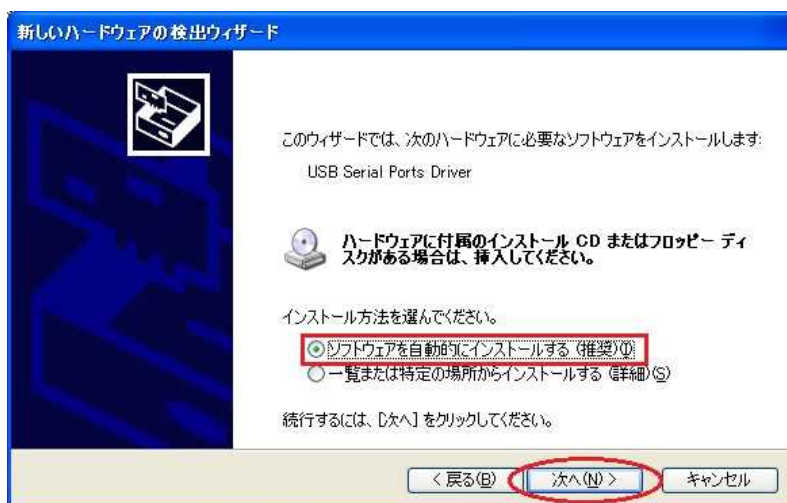 新しいハードウェアの検出ウィザード
このウィザードでは、次のハードウェアに必要なソフトウェアをインストールします:
USB Serial Ports Driver
ハードウェアに付属のインストール CD またはフロッピー ディ
スクがある場合は、挿入してください。
インストール方法を選んでください。
ソフトウェアを自動的にインストールする (推奨)(I)
一覧または特定の場所からインストールする (詳細)(S)
続行するには、[次へ] をクリックしてください。
< 戻る(B) 次へ(N) > キャンセル